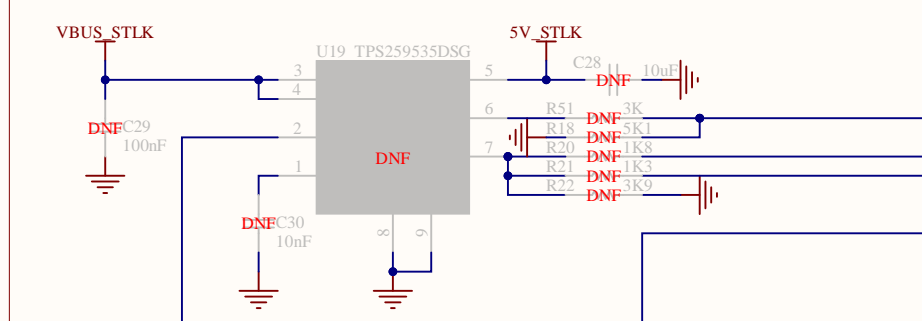 VBUS_STLK
5V_STLK
U19 TPS259535DSG
C28
DNF
10uF
3
4
5
DNF
C29
100nF
2
6
R51
DNF
3K
R18
DNF
5K1
7
R20
DNF
1K8
DNF
1
R21
DNF
1K3
R22
DNF
3K9
DNF
C30
10nF
8
9